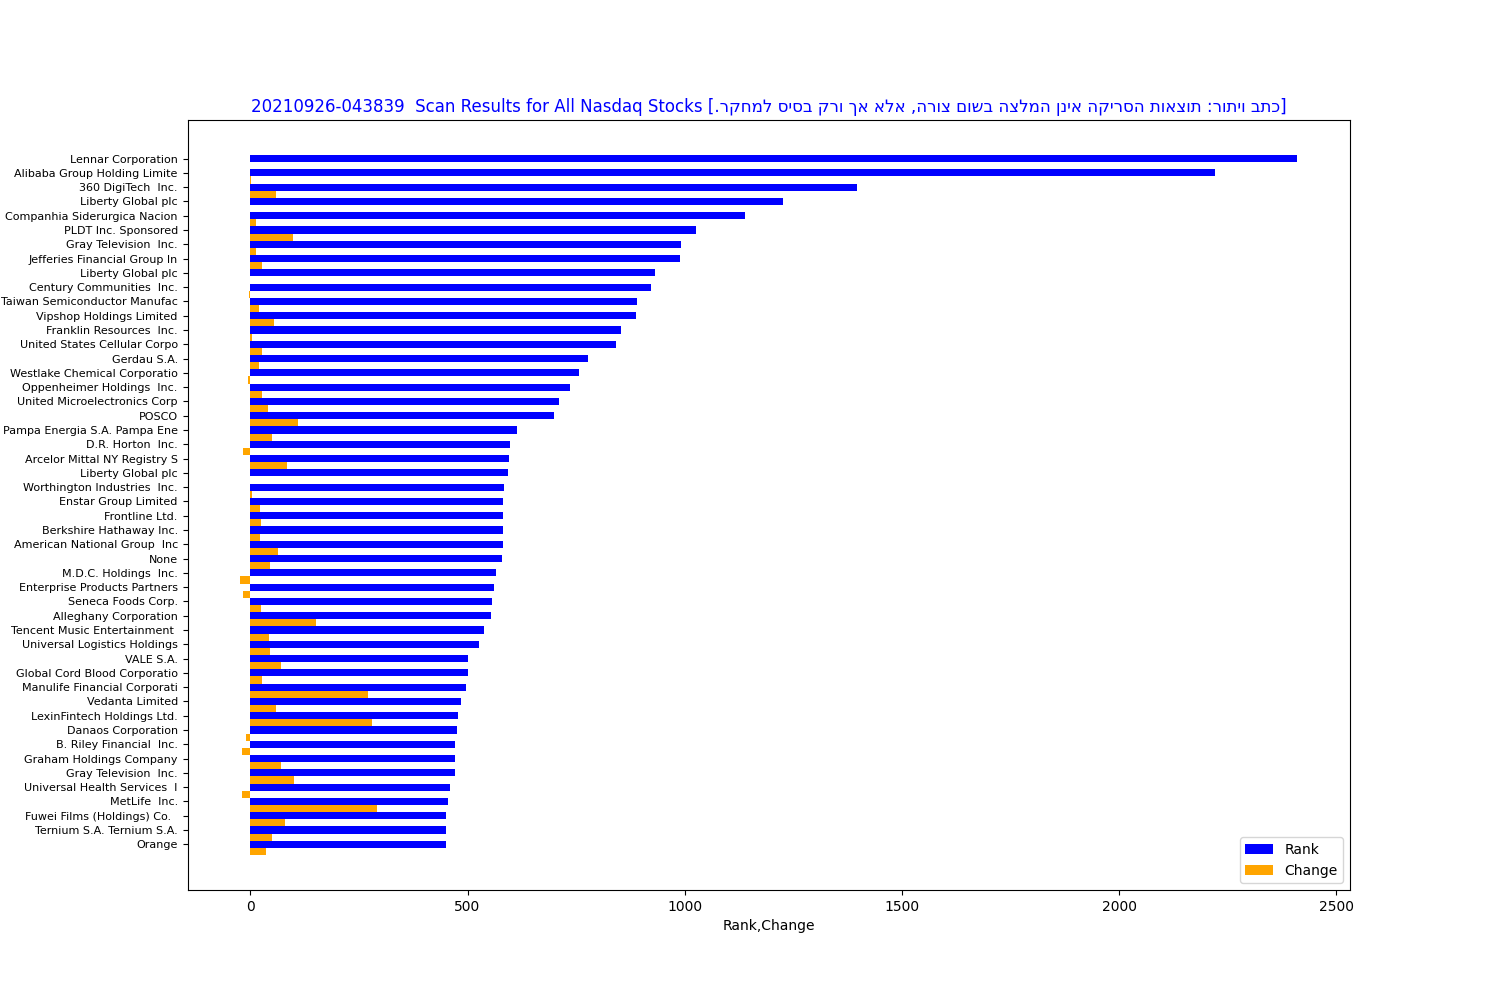 20210926-043839  Scan Results for All Nasdaq Stocks [כתב ויתור: תוצאות הסריקה אינן המלצה בשום צורה, אלא אך ורק בסיס למחקר.]
Lennar Corporation
Alibaba Group Holding Limite
360 DigiTech  Inc.
Liberty Global plc
Companhia Siderurgica Nacion
PLDT Inc. Sponsored
Gray Television  Inc.
Jefferies Financial Group In
Liberty Global plc
Century Communities  Inc.
Taiwan Semiconductor Manufac
Vipshop Holdings Limited
Franklin Resources  Inc.
United States Cellular Corpo
Gerdau S.A.
Westlake Chemical Corporatio
Oppenheimer Holdings  Inc.
United Microelectronics Corp
POSCO
Pampa Energia S.A. Pampa Ene
D.R. Horton  Inc.
Arcelor Mittal NY Registry S
Liberty Global plc
Worthington Industries  Inc.
Enstar Group Limited
Frontline Ltd.
Berkshire Hathaway Inc.
American National Group  Inc
None
M.D.C. Holdings  Inc.
Enterprise Products Partners
Seneca Foods Corp.
Alleghany Corporation
Tencent Music Entertainment
Universal Logistics Holdings
VALE S.A.
Global Cord Blood Corporatio
Manulife Financial Corporati
Vedanta Limited
LexinFintech Holdings Ltd.
Danaos Corporation
B. Riley Financial  Inc.
Graham Holdings Company
Gray Television  Inc.
Universal Health Services  I
MetLife  Inc.
Fuwei Films (Holdings) Co.
Ternium S.A. Ternium S.A.
Orange
Rank
Change
0 500 1000 1500 2000 2500
Rank,Change